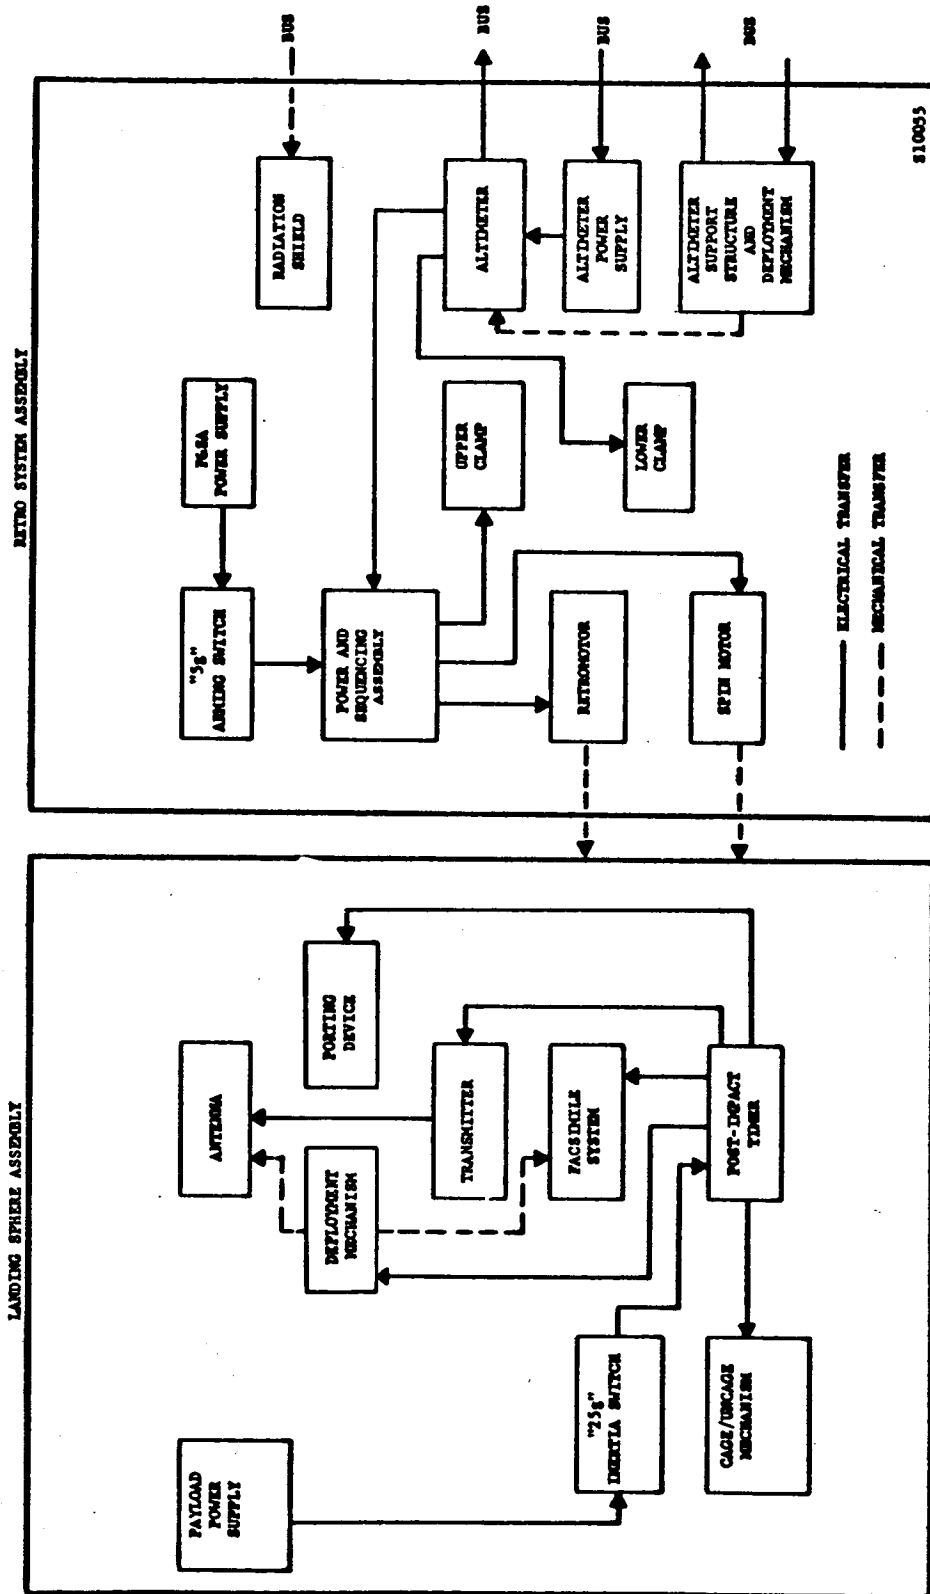 LANDING SPHERE ASSEMBLY
PAYLOAD
POWER
SUPPLY
ANTENNA
DEPLOYMENT
MECHANISM
PORTING
DEVICE
TRANSMITTER
"25g"
INERTIA SWITCH
FACSIMILE
SYSTEM
CAGE/UNCAGE
MECHANISM
POST-IMPACT
TIMER
RETRO SYSTEM ASSEMBLY
"5g"
ARMING SWITCH
P&SA
POWER SUPPLY
RADIATION
SHIELD
BUS
POWER AND
SEQUENCING
ASSEMBLY
UPPER
CLAMP
ALTIMETER
BUS
RETROMOTOR
LOWER
CLAMP
ALTIMETER
POWER
SUPPLY
BUS
SPIN MOTOR
ALTIMETER
SUPPORT
STRUCTURE
AND
DEPLOYMENT
MECHANISM
BUS
ELECTRICAL TRANSFER
MECHANICAL TRANSFER
S10055